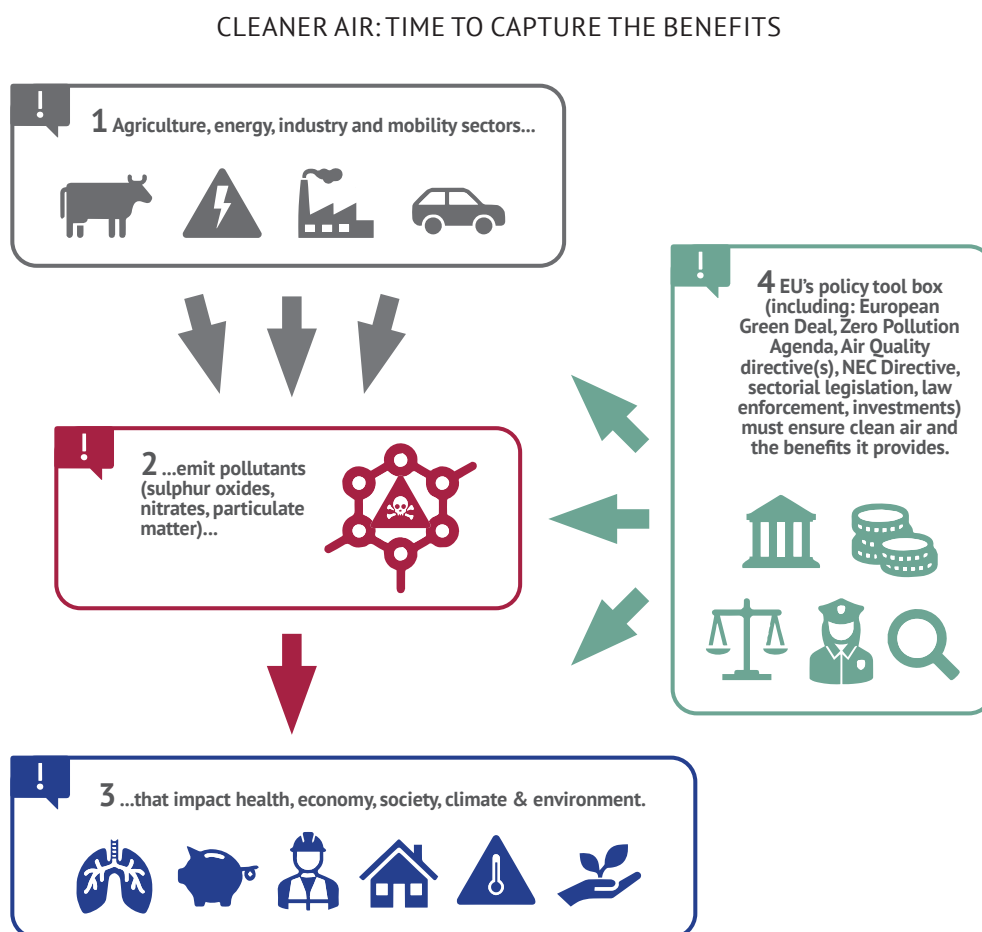 CLEANER AIR: TIME TO CAPTURE THE BENEFITS
!
1 Agriculture, energy, industry and mobility sectors...
!
2 ...emit pollutants
(sulphur oxides,
nitrates, particulate
matter)...
!
3 ...that impact health, economy, society, climate & environment.
!
4 EU's policy tool box
(including: European
Green Deal, Zero Pollution
Agenda, Air Quality
directive(s), NEC Directive,
sectorial legislation, law
enforcement, investments)
must ensure clean air and
the benefits it provides.